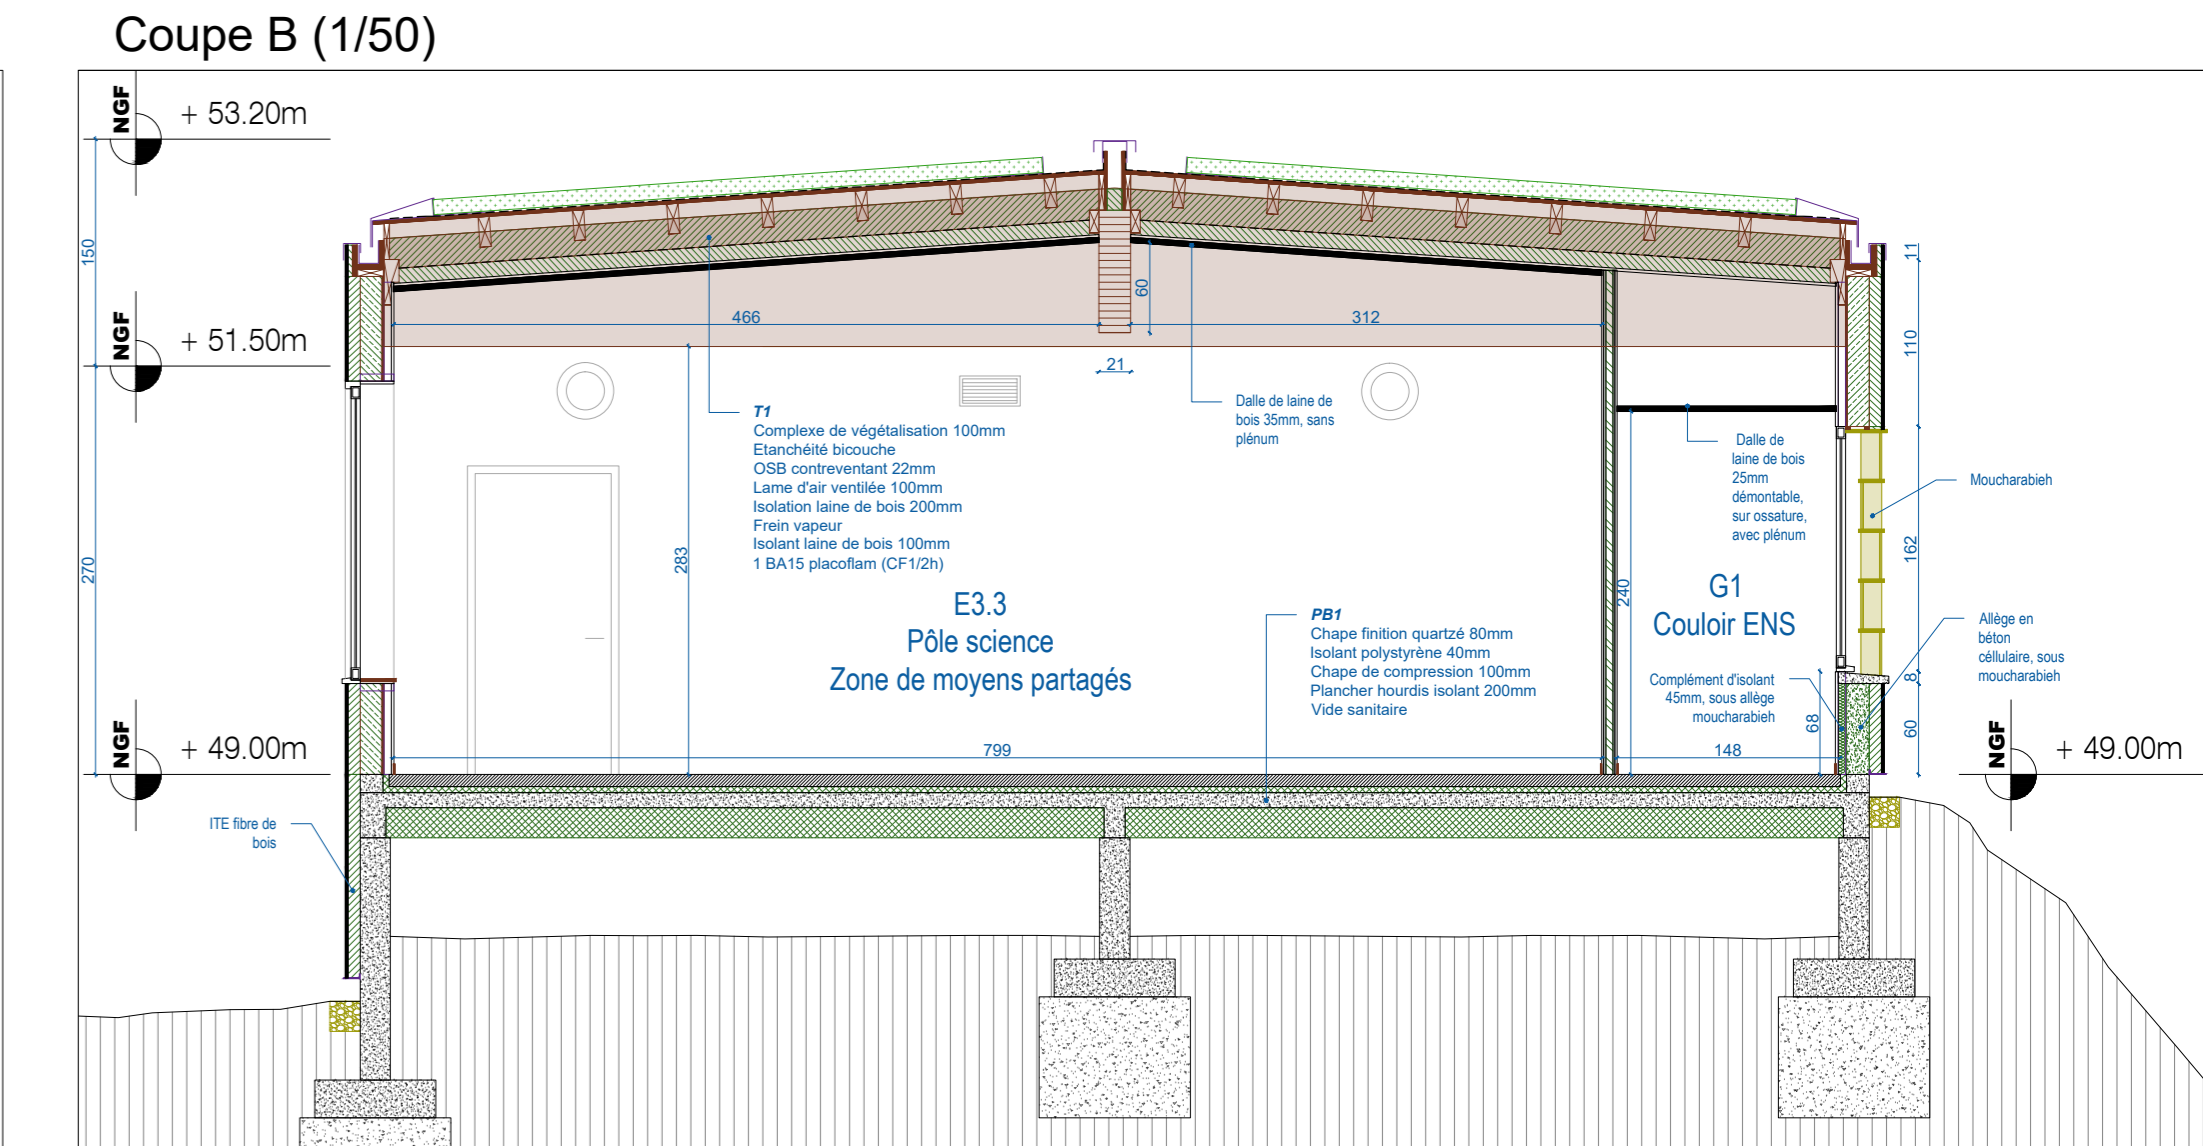 Coupe B (1/50)
NGF
+ 53.20m
150
NGF
+ 51.50m
270
NGF
+ 49.00m
466
60
312
21
283
T1
Complexe de végétalisation 100mm
Etanchéité bicouche
OSB contreventant 22mm
Lame d'air ventilée 100mm
Isolation laine de bois 200mm
Frein vapeur
Isolant laine de bois 100mm
1 BA15 placoflam (CF1/2h)
Dalle de laine de
bois 35mm, sans
plénum
Dalle de
laine de bois
25mm
démontable,
sur ossature,
avec plénum
11
110
162
8
60
Moucharabieh
E3.3
Pôle science
Zone de moyens partagés
PB1
Chape finition quartzé 80mm
Isolant polystyrène 40mm
Chape de compression 100mm
Plancher hourdis isolant 200mm
Vide sanitaire
240
G1
Couloir ENS
Complément d'isolant
45mm, sous allège
moucharabieh
68
Allège en
béton
céllulaire, sous
moucharabieh
799
148
NGF
+ 49.00m
ITE fibre de
bois